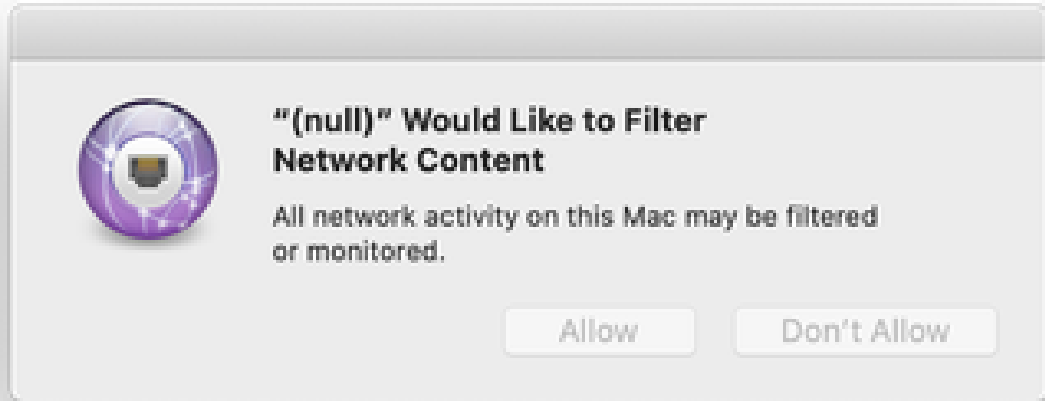 “(null)” Would Like to Filter
Network Content
All network activity on this Mac may be filtered
or monitored.
Allow
Don’t Allow